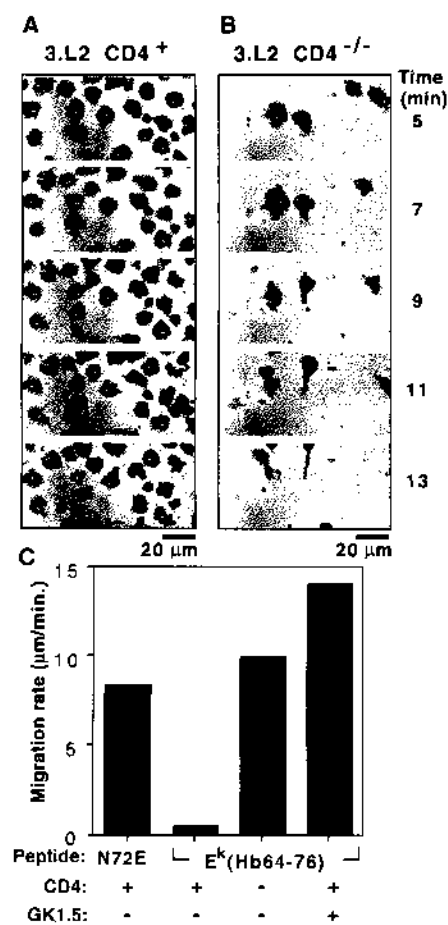 A
B
3.L2 CD4 +
3.L2 CD4 -/-
Time
(min)
5
7
9
11
13
20 µm
20 µm
C
Migration rate (µm/min.)
15
10
5
0
Peptide: N72E Ek(Hb64-76)
CD4: + + - +
GK1.5: - - - +